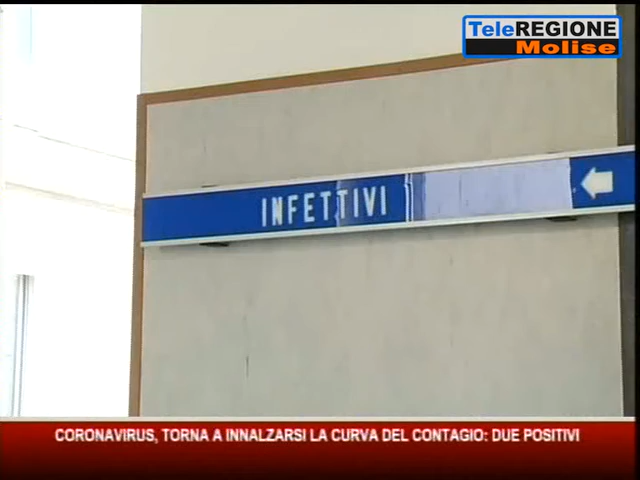 TeleREGIONE
Molise
INFETTIVI
CORONAVIRUS, TORNA A INNALZARSI LA CURVA DEL CONTAGIO: DUE POSITIVI